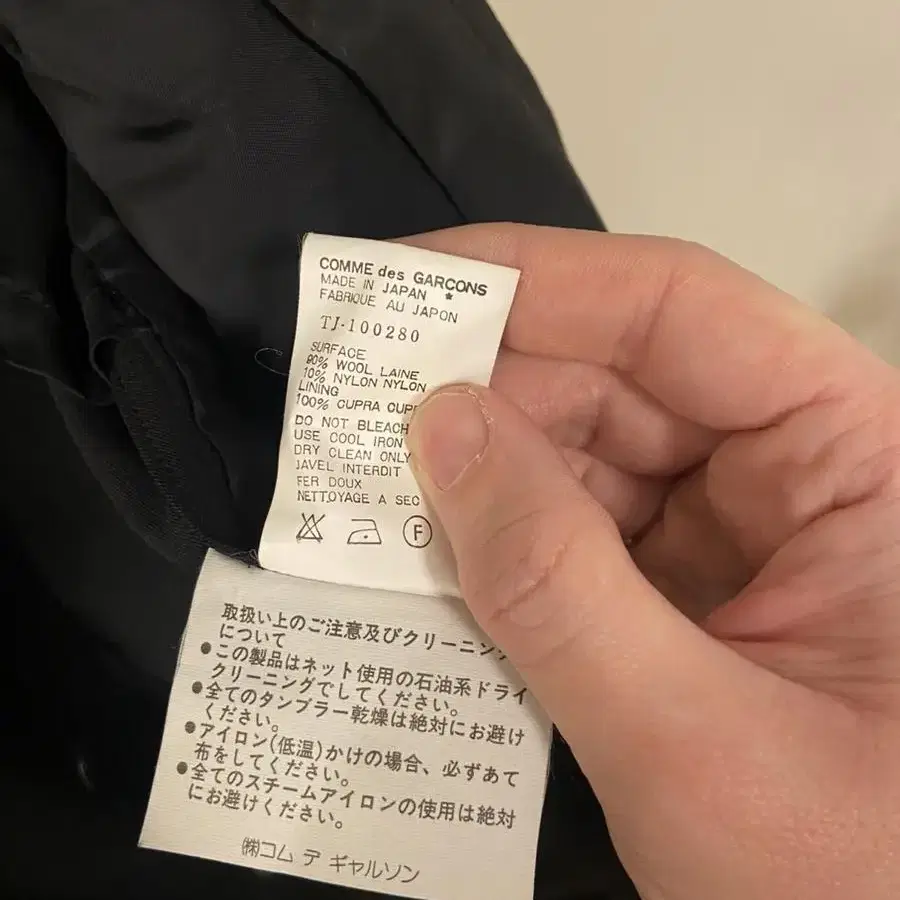 COMME des GARCONS
MADE IN JAPAN *
FABRIQUE AU JAPON
TJ-100280
SURFACE
90% WOOL LAINE
10% NYLON NYLON
LINING
100% CUPRA
DO NOT BLEACH
USE COOL IRON
DRY CLEAN ONLY
JAVEL INTERDIT
FER DOUX
NETTOYAGE A SEC
F
取扱い上のご注意及びクリーニング
について
●この製品はネット使用の石油系ドライ
クリーニングでしてください。
●全てのタンブラー乾燥は絶対にお避け
ください。
●アイロン(低温)かけの場合、必ずあて
布をしてください。
●全てのスチームアイロンの使用は絶対
にお避けください。
㈱コム デ ギャルソン